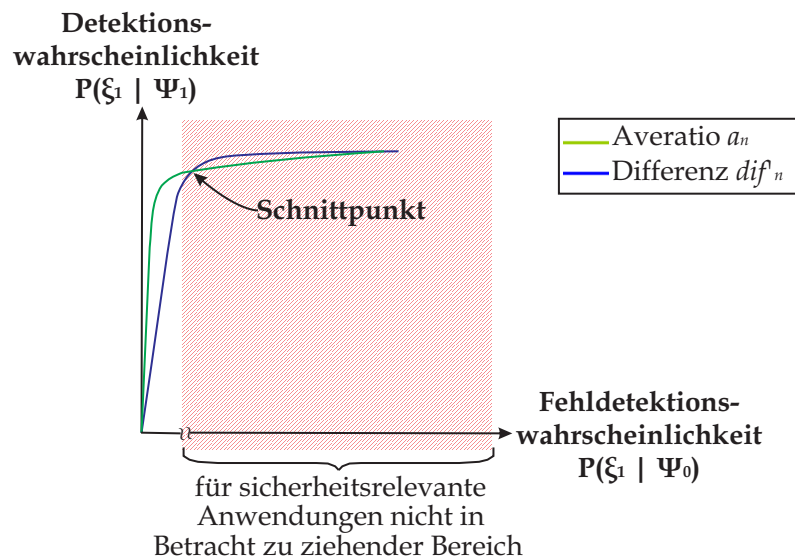 Detektions-
wahrscheinlichkeit
P(ξ₁ | Ψ₁)
Averatio aₙ
Differenz dif'ₙ
Schnittpunkt
Fehldetektions-
wahrscheinlichkeit
P(ξ₁ | Ψ₀)
für sicherheitsrelevante
Anwendungen nicht in
Betracht zu ziehender Bereich